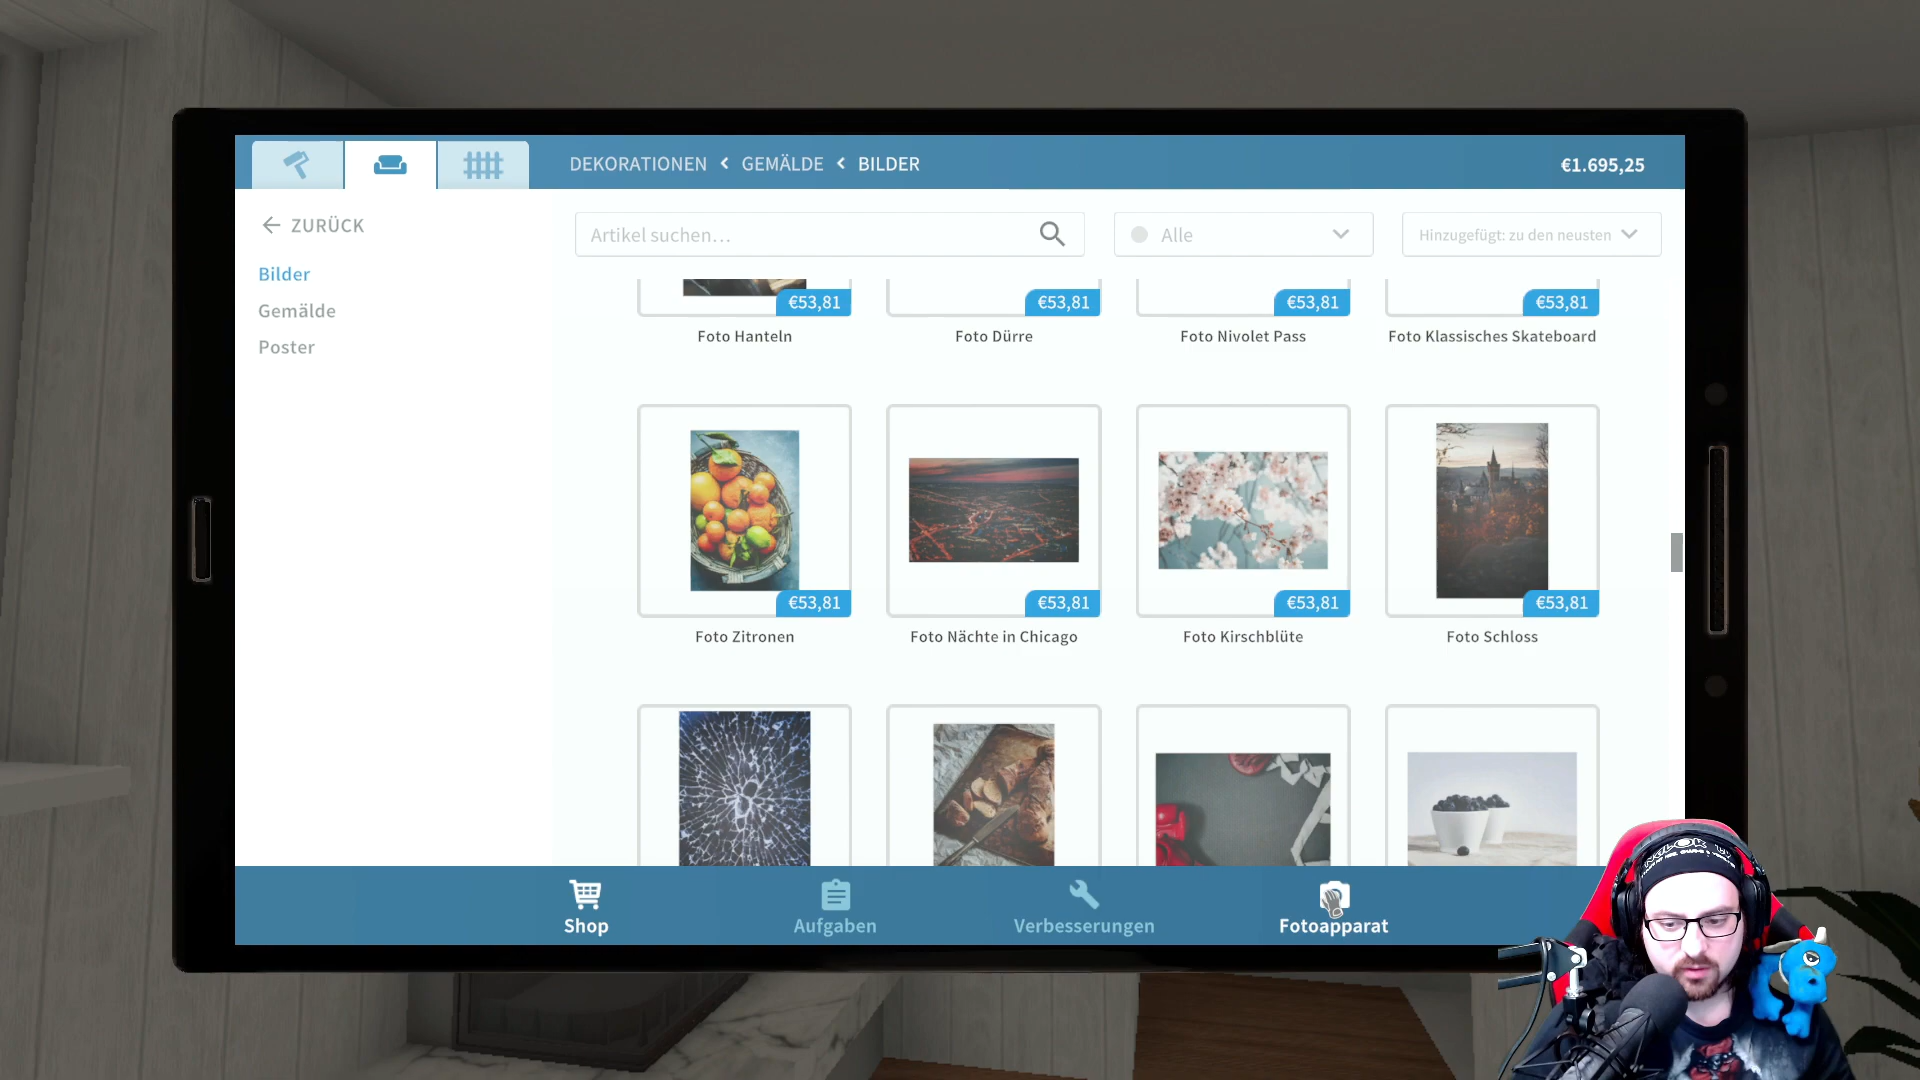 DEKORATIONEN < GEMÄLDE < BILDER
€1.695,25
ZURÜCK
Artikel suchen...
Alle
Hinzugefügt: zu den neusten
Bilder
Gemälde
Poster
€53,81
€53,81
€53,81
€53,81
Foto Hanteln
Foto Dürre
Foto Nivolet Pass
Foto Klassisches Skateboard
€53,81
€53,81
€53,81
€53,81
Foto Zitronen
Foto Nächte in Chicago
Foto Kirschblüte
Foto Schloss
Shop
Aufgaben
Verbesserungen
Fotoapparat